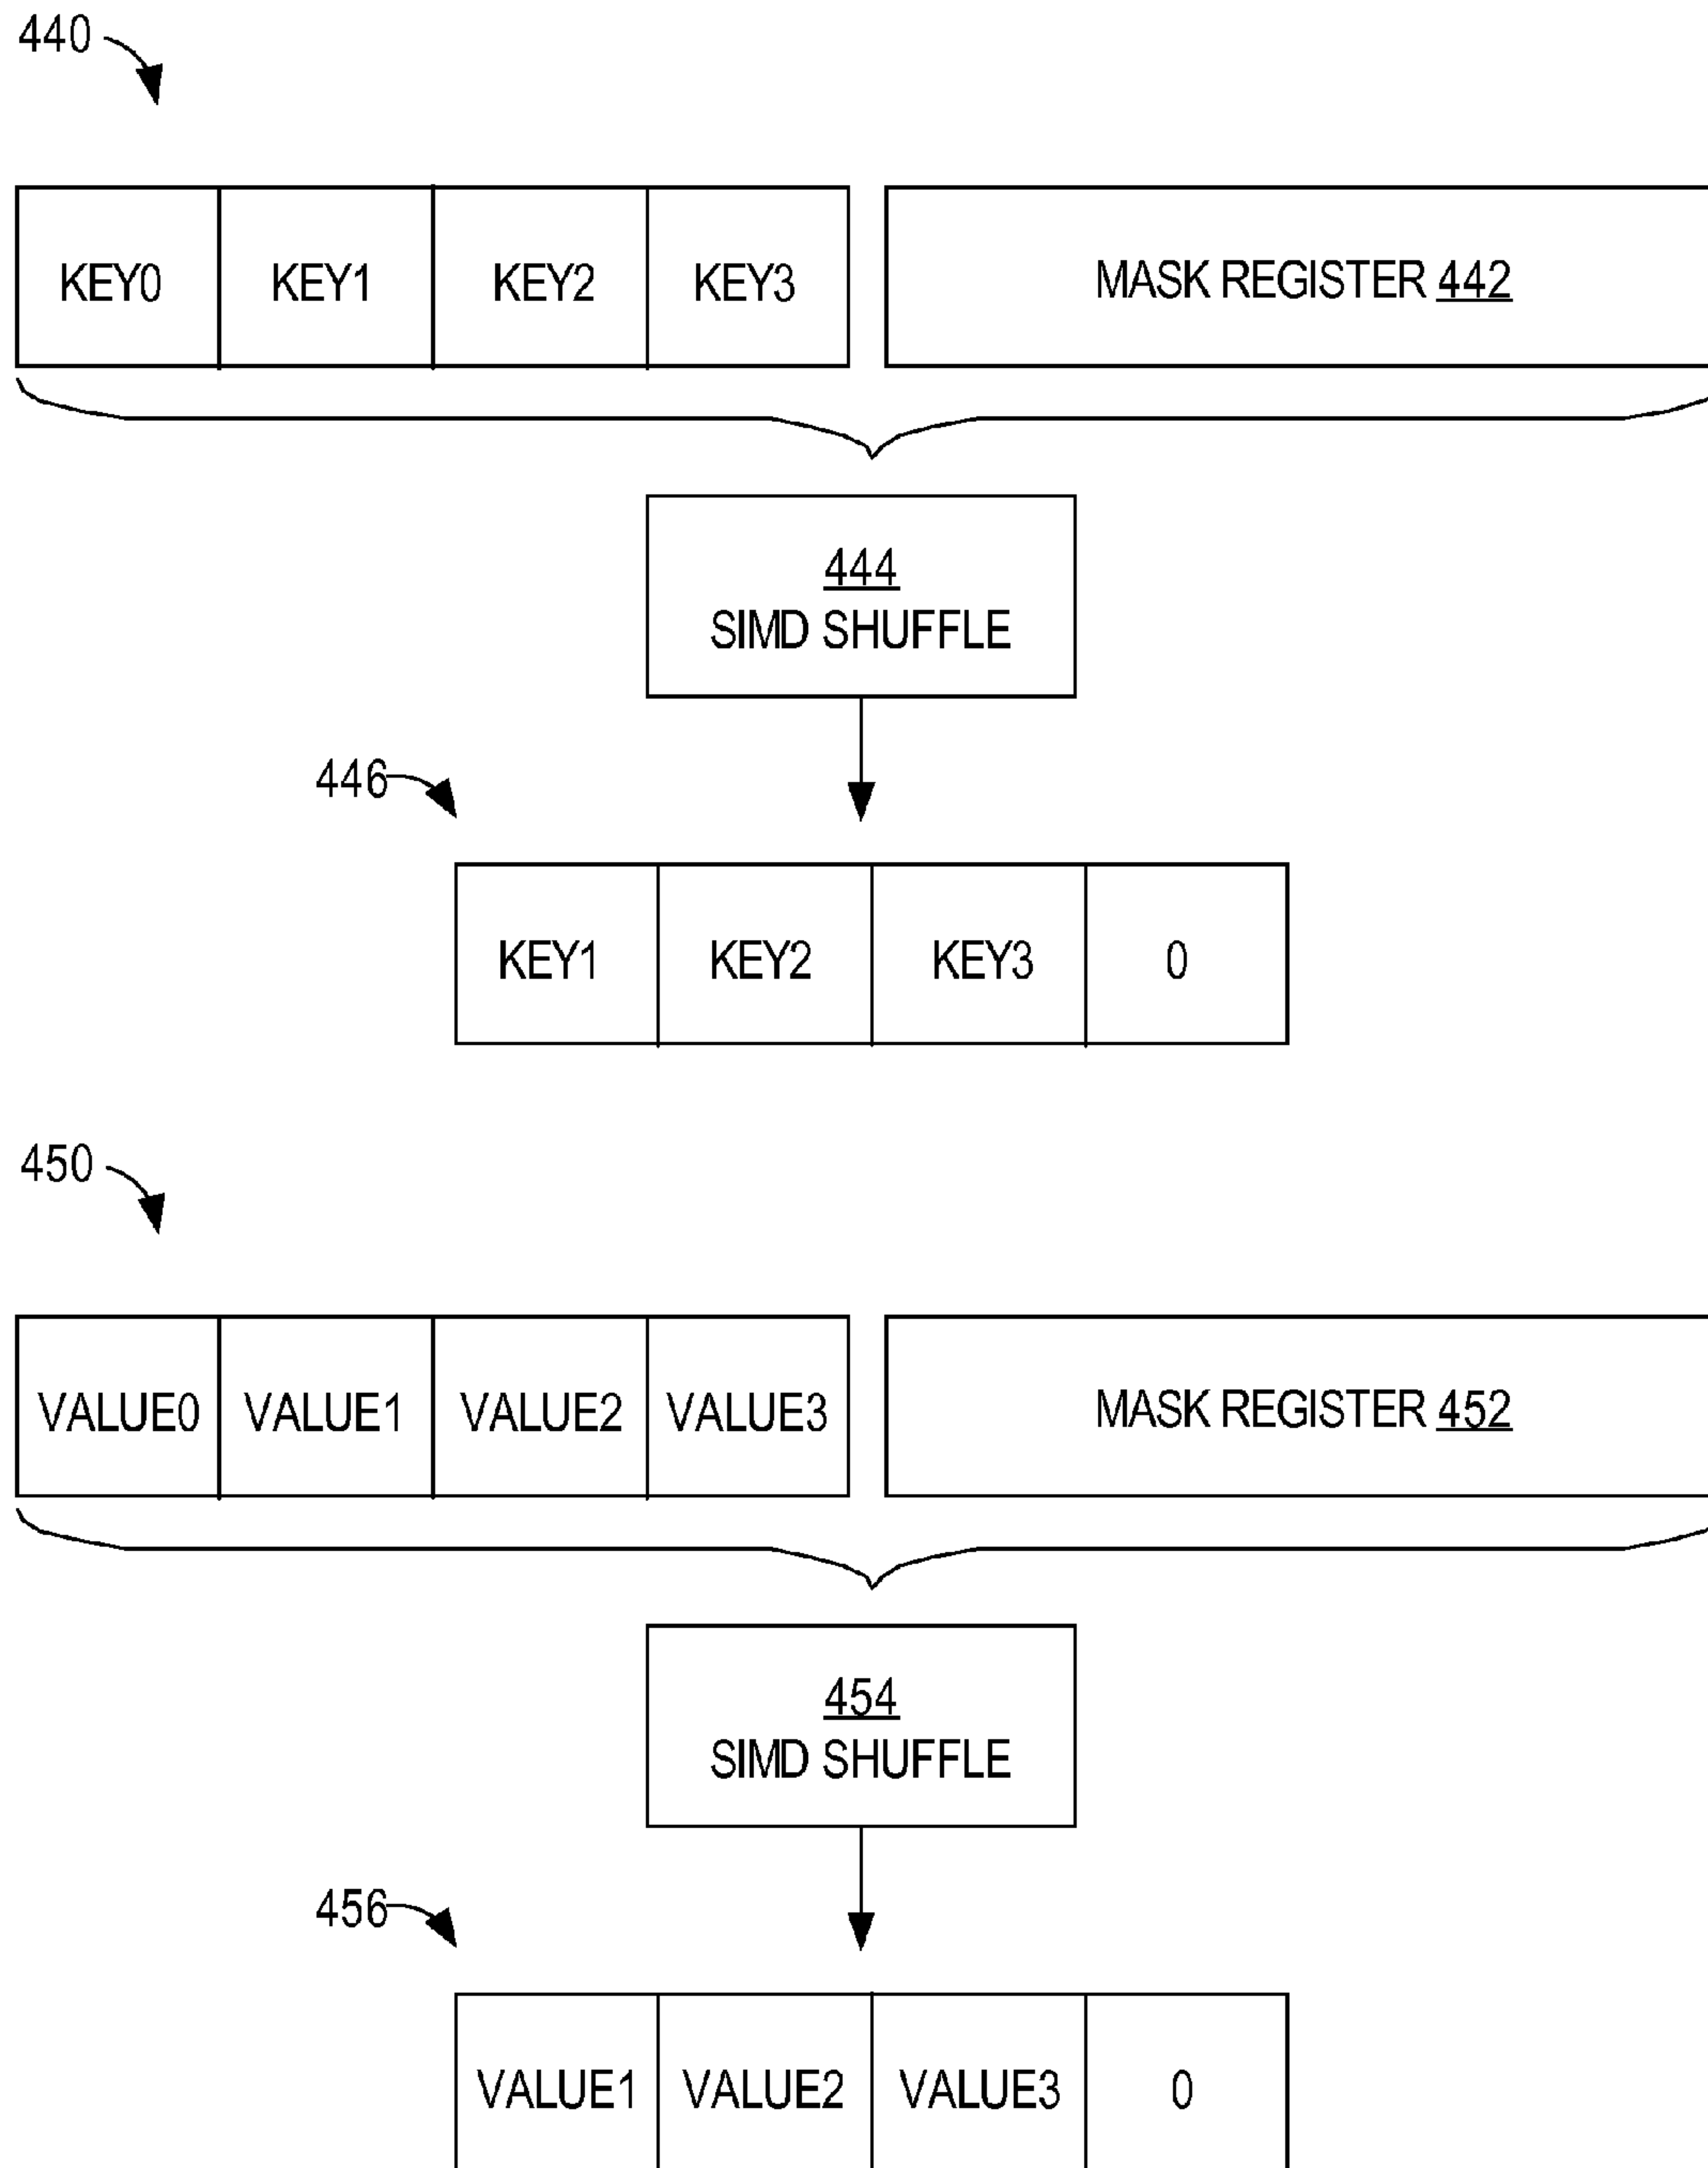 440
KEY0 KEY1 KEY2 KEY3 MASK REGISTER 442
444
SIMD SHUFFLE
446
KEY1 KEY2 KEY3 0
450
VALUE0 VALUE1 VALUE2 VALUE3 MASK REGISTER 452
454
SIMD SHUFFLE
456
VALUE1 VALUE2 VALUE3 0